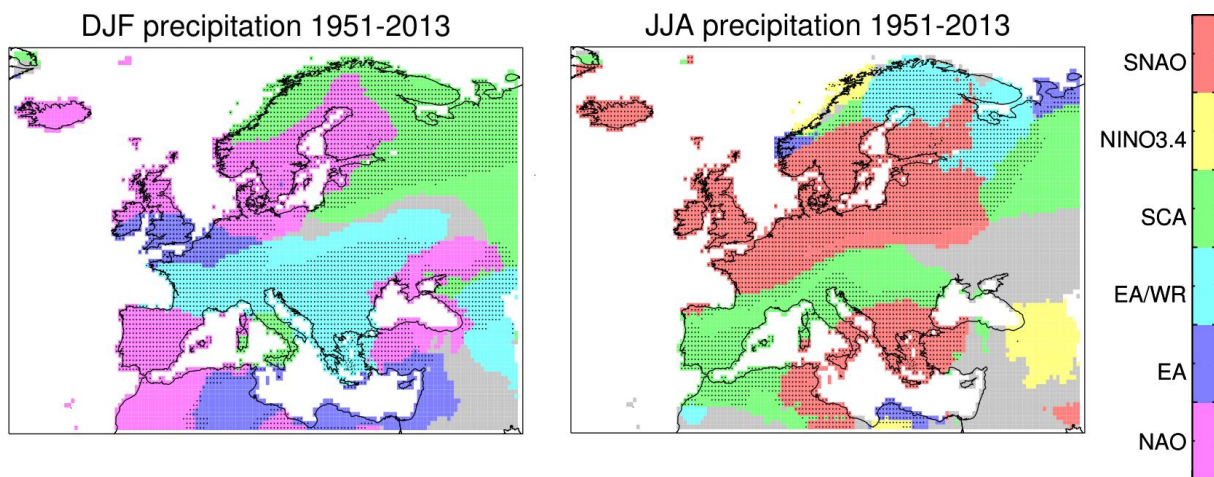 DJF precipitation 1951-2013
JJA precipitation 1951-2013
SNAO
NINO3.4
SCA
EA/WR
EA
NAO